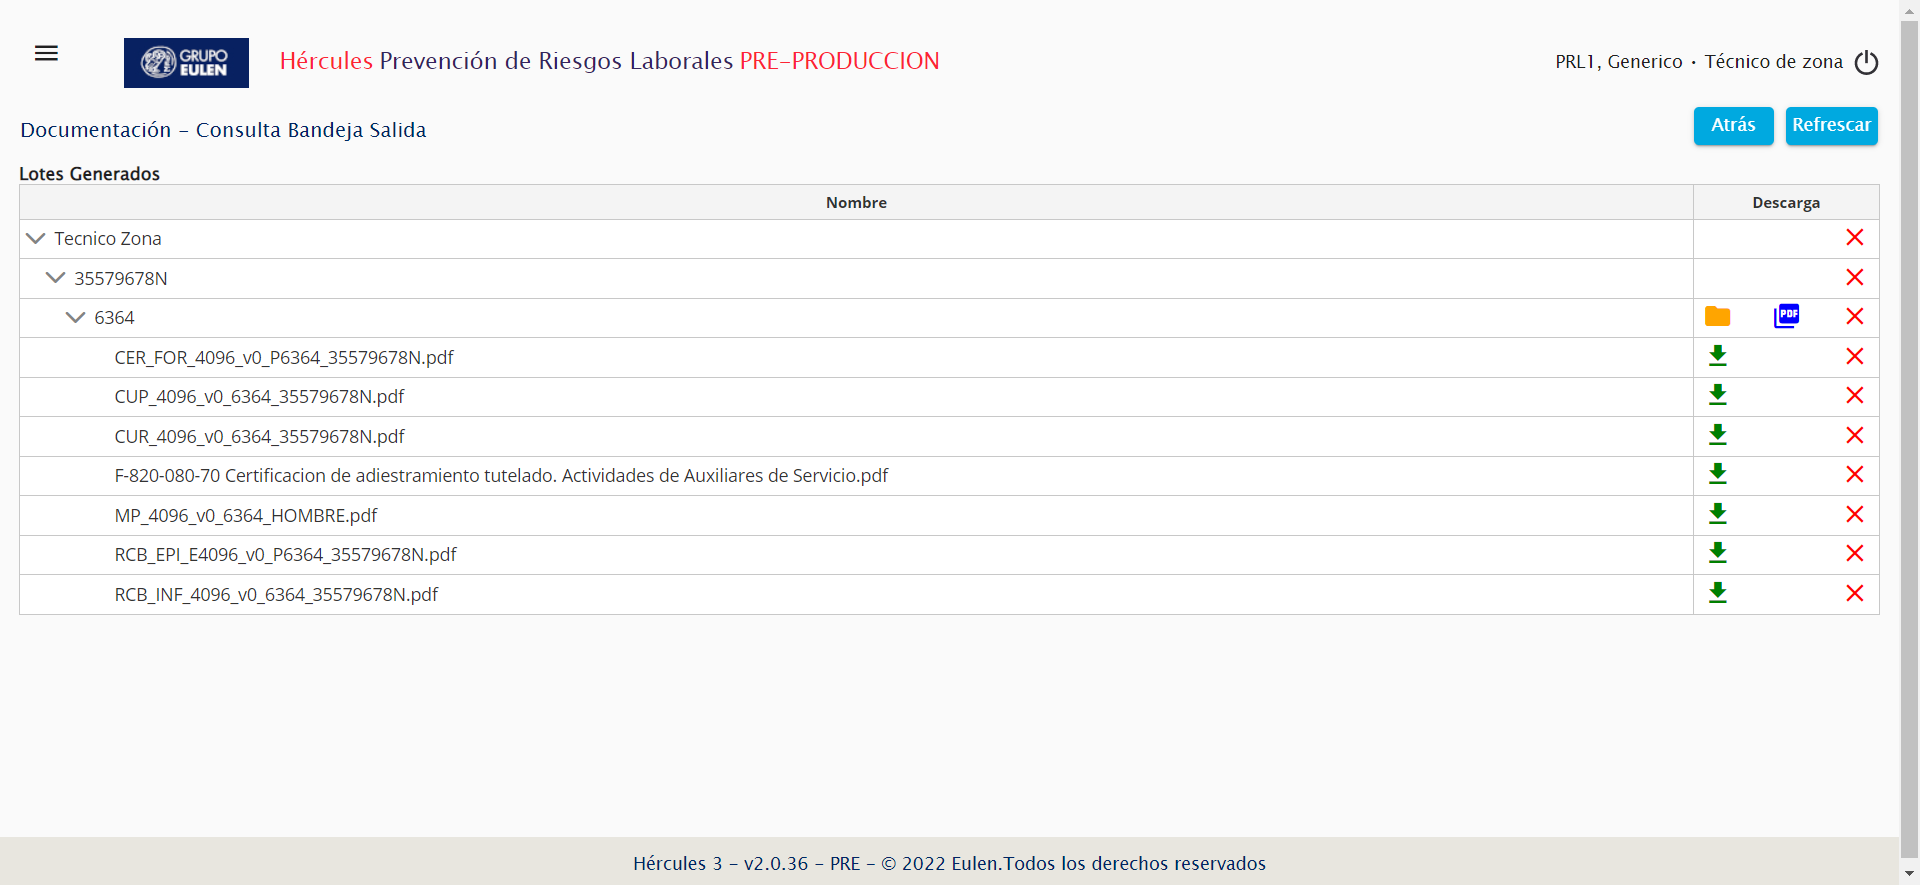 GRUPO
EULEN
Hércules Prevención de Riesgos Laborales PRE-PRODUCCION
PRL1, Generico · Técnico de zona
Documentación - Consulta Bandeja Salida
Atrás
Refrescar
Lotes Generados
Nombre
Descarga
Tecnico Zona
35579678N
6364
PDF
CER_FOR_4096_v0_P6364_35579678N.pdf
CUP_4096_v0_6364_35579678N.pdf
CUR_4096_v0_6364_35579678N.pdf
F-820-080-70 Certificacion de adiestramiento tutelado. Actividades de Auxiliares de Servicio.pdf
MP_4096_v0_6364_HOMBRE.pdf
RCB_EPI_E4096_v0_P6364_35579678N.pdf
RCB_INF_4096_v0_6364_35579678N.pdf
Hércules 3 - v2.0.36 - PRE - © 2022 Eulen.Todos los derechos reservados